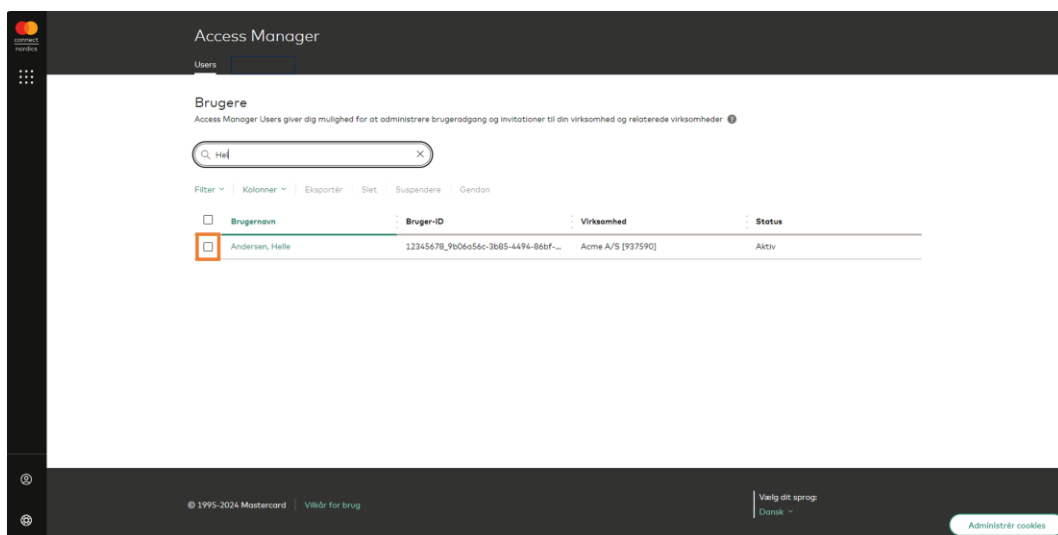 connect
nordics
Access Manager
Users
Brugere
Access Manager Users giver dig mulighed for at administrere brugeradgang og invitationer til din virksomhed og relaterede virksomheder ?
Hel
Filter Kolonner Eksportér Slet Suspendere Gendan
Brugernavn Bruger-ID Virksomhed Status
Andersen, Helle 12345678_9b06a56c-3b85-4494-86bf-... Acme A/S [937590] Aktiv
© 1995-2024 Mastercard Vilkår for brug
Vælg dit sprog:
Dansk
Administrér cookies